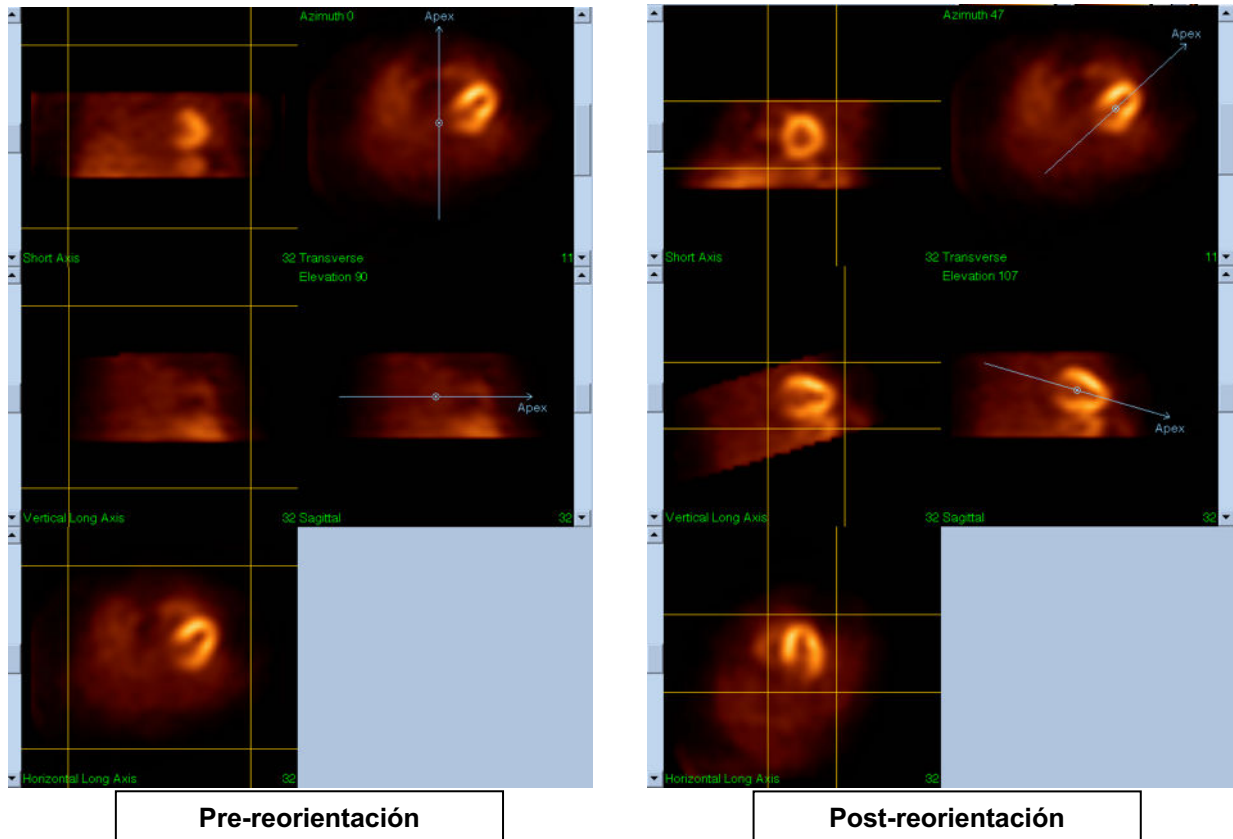 Azimuth 0
Apex
Short Axis
32
Transverse
11
Elevation 90
Apex
Vertical Long Axis
32
Sagittal
32
Horizontal Long Axis
32
Pre-reorientación
Azimuth 47
Apex
Short Axis
32
Transverse
11
Elevation 107
Apex
Vertical Long Axis
32
Sagittal
32
Horizontal Long Axis
32
Post-reorientación